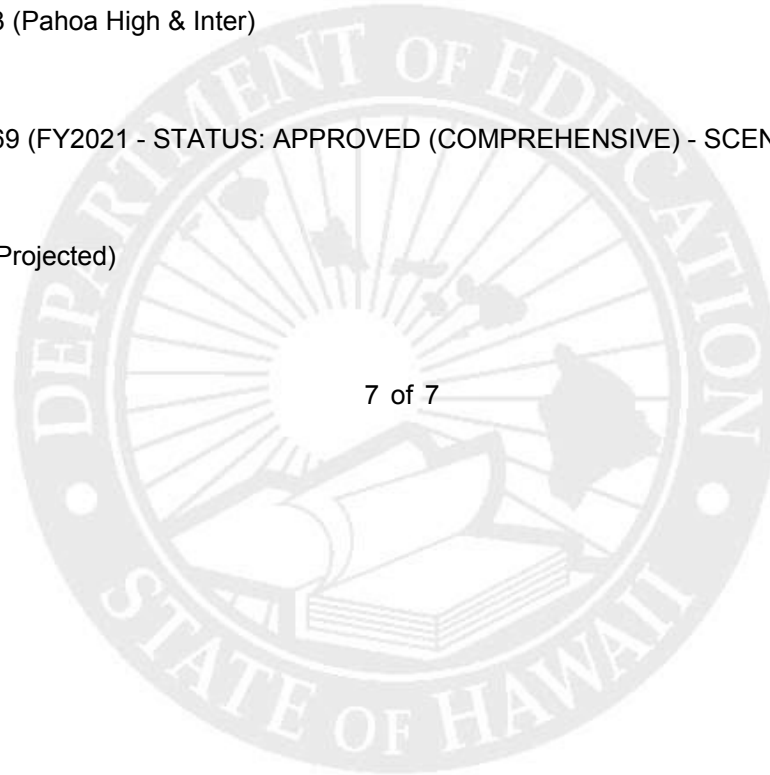 3 (Pahoa High & Inter)
69 (FY2021 - STATUS: APPROVED (COMPREHENSIVE) - SCEN
Projected)
7 of 7
DEPARTMENT OF EDUCATION
STATE OF HAWAII